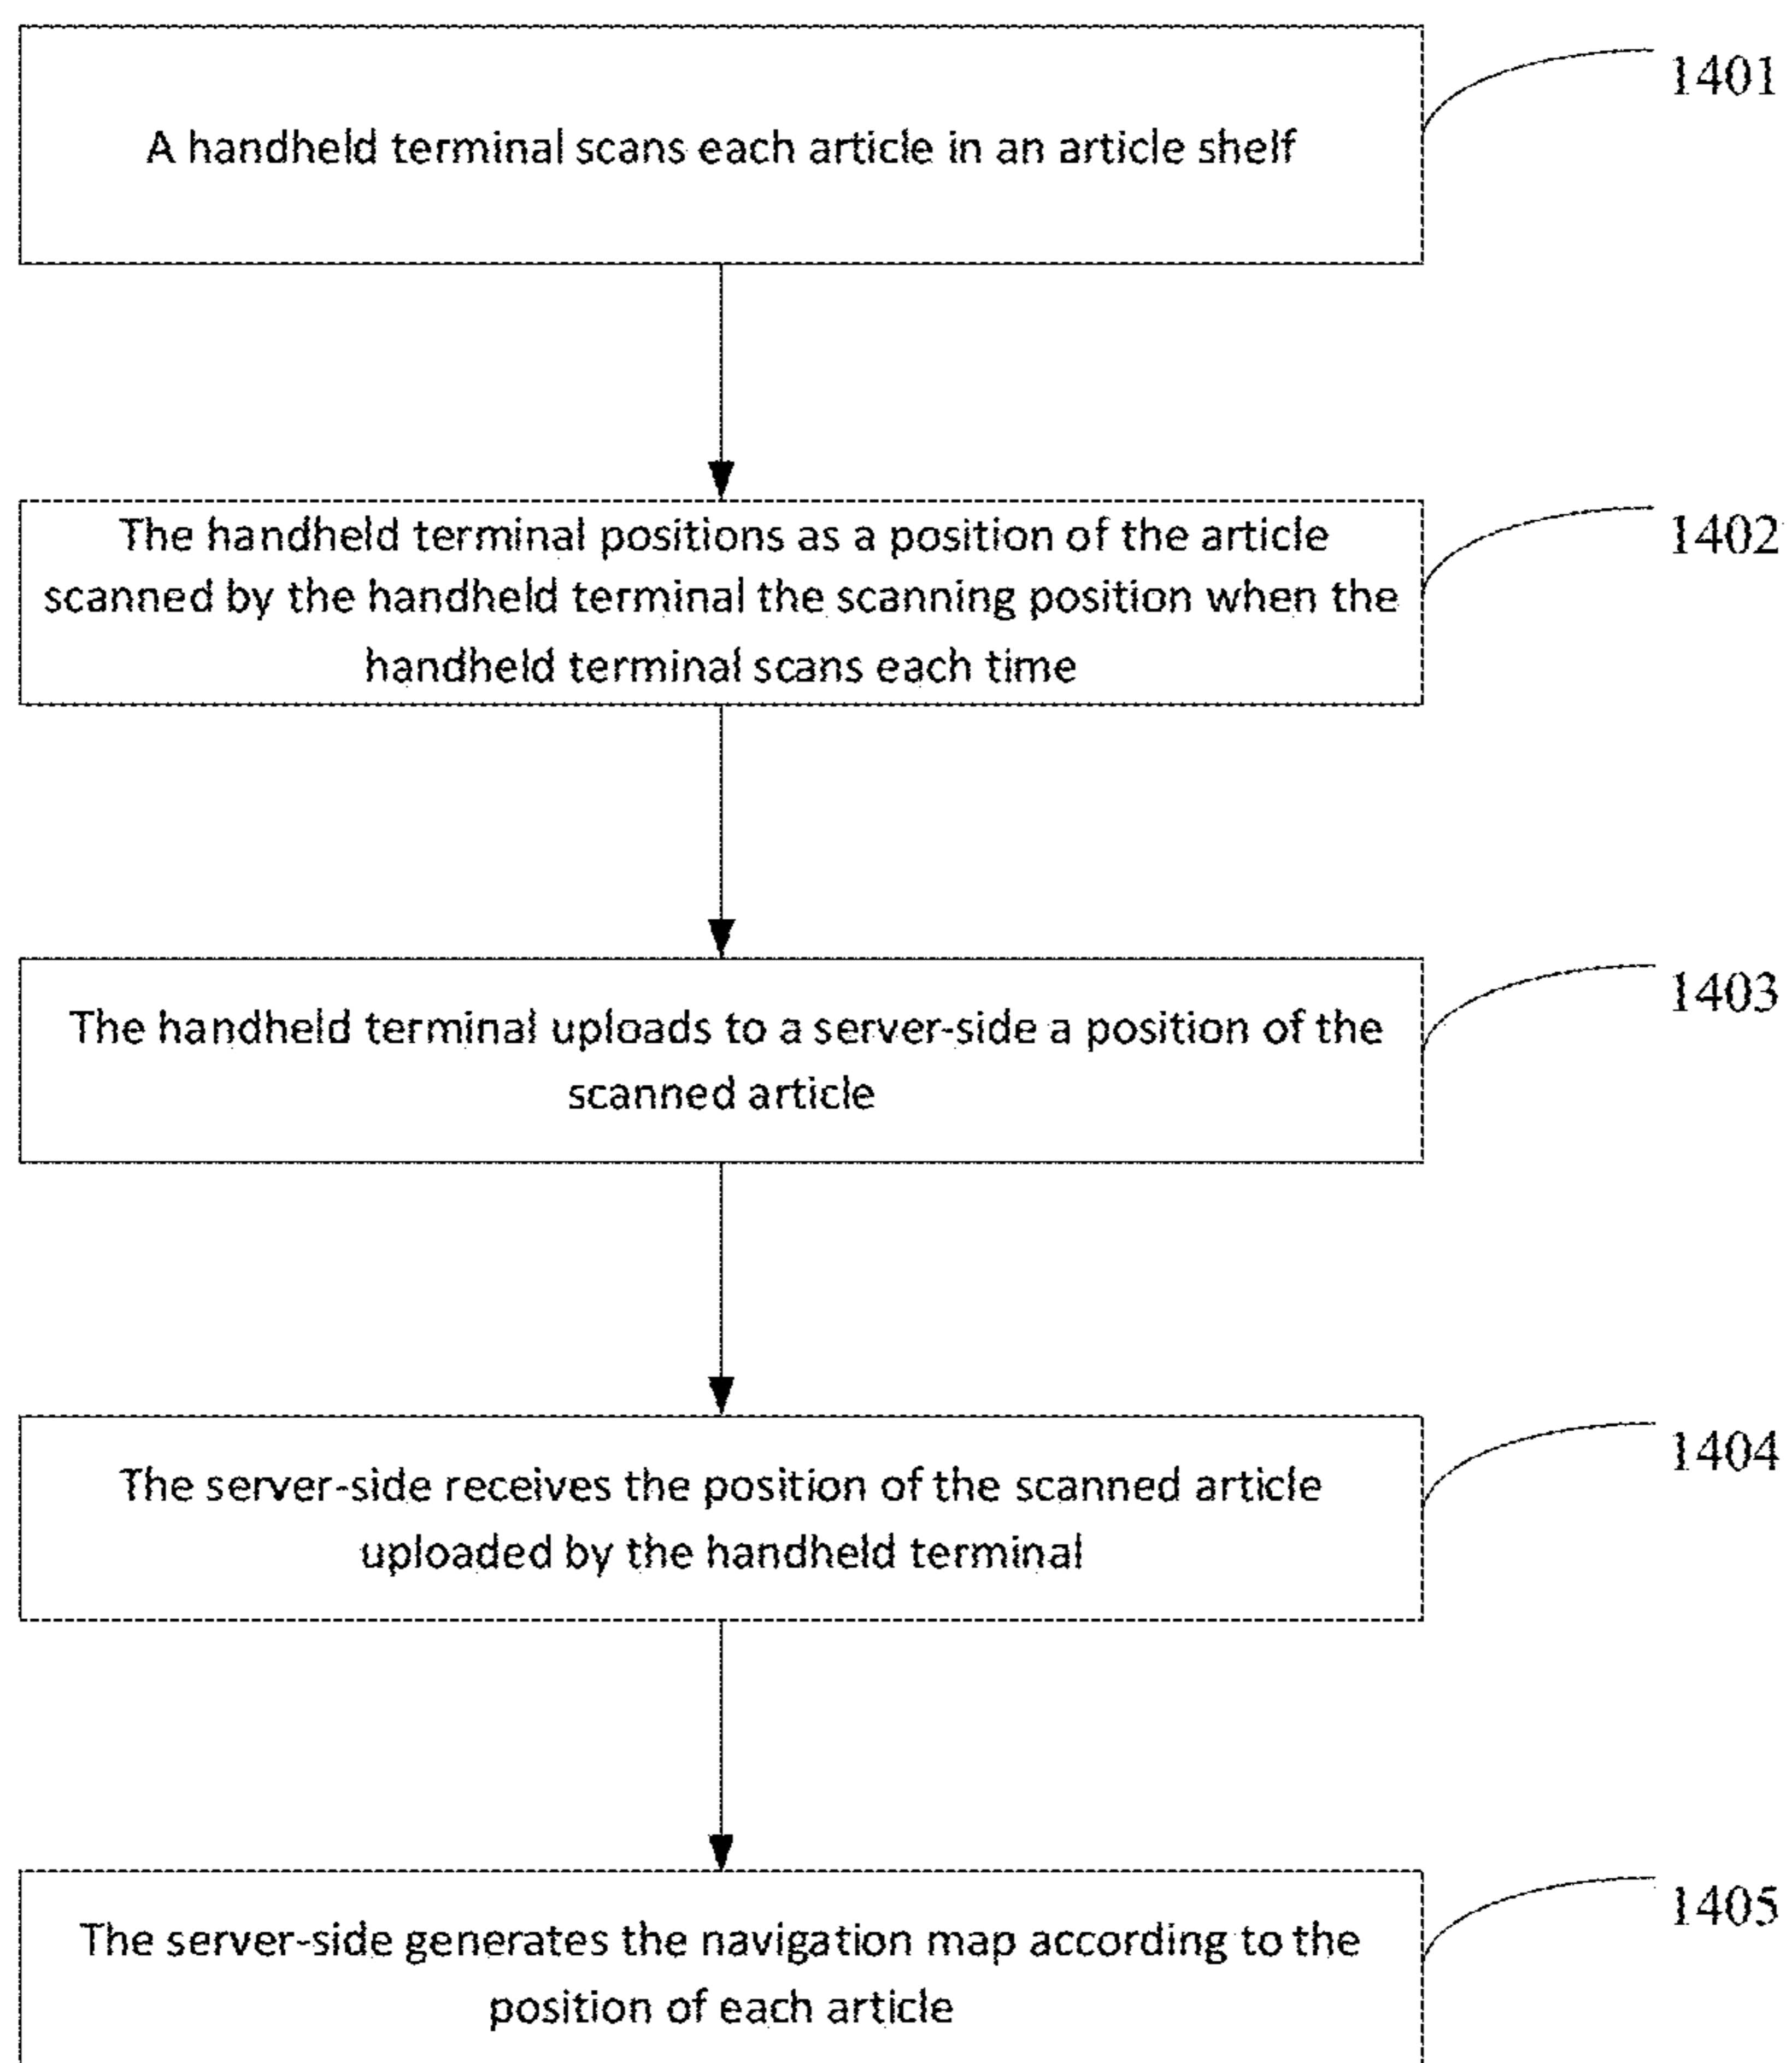 A handheld terminal scans each article in an article shelf
1401
The handheld terminal positions as a position of the article
scanned by the handheld terminal the scanning position when the
handheld terminal scans each time
1402
The handheld terminal uploads to a server-side a position of the
scanned article
1403
The server-side receives the position of the scanned article
uploaded by the handheld terminal
1404
The server-side generates the navigation map according to the
position of each article
1405